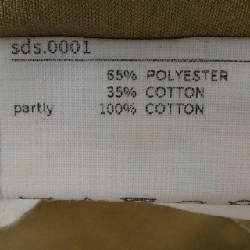 sds.0001
65% POLYESTER
35% COTTON
partly 100% COTTON